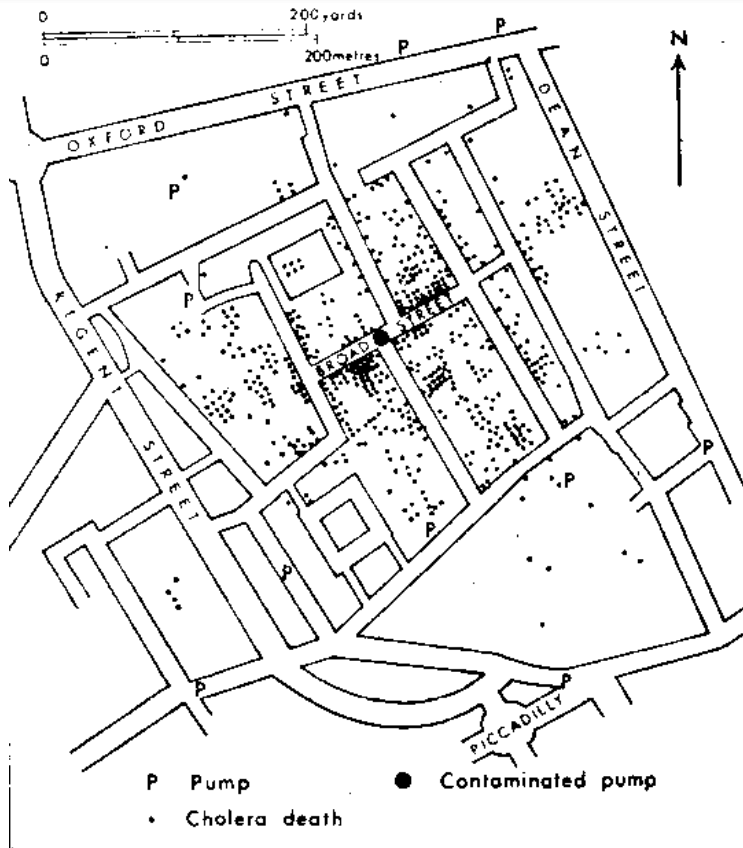 0 200 yards
0 200 metres
P
P
N
OXFORD STREET
DEAN STREET
P
P
REGENT STREET
BROAD STREET
P
P
P
P
P
P
PICCADILLY
P Pump
Contaminated pump
Cholera death